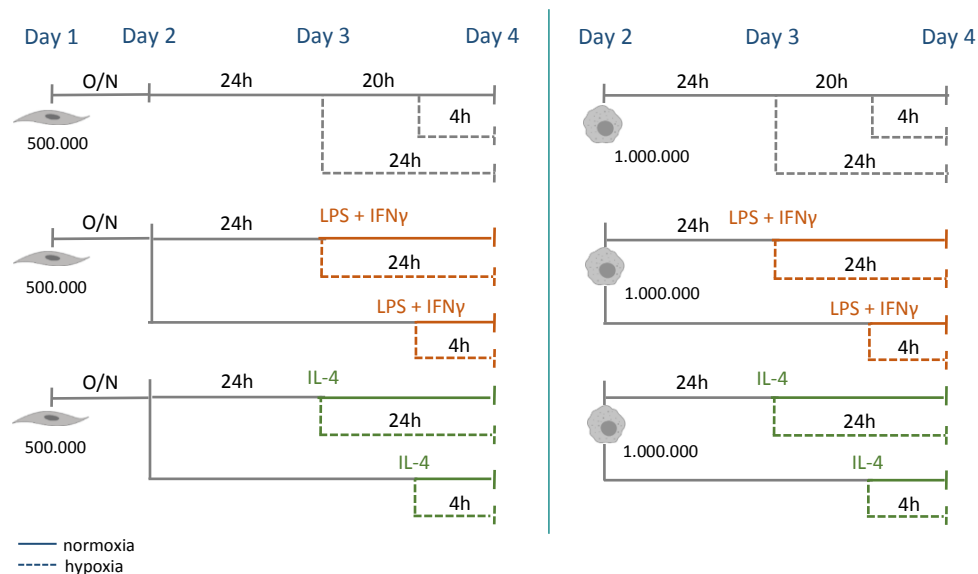 Day 1 Day 2 Day 3 Day 4 Day 2 Day 3 Day 4
O/N 24h 20h 24h 20h
4h 4h
500.000 1.000.000
24h 24h
LPS + IFNγ LPS + IFNγ
O/N 24h 24h
24h 24h
500.000 1.000.000
LPS + IFNγ LPS + IFNγ
4h 4h
O/N 24h IL-4 24h IL-4
24h 24h
500.000 1.000.000
IL-4 IL-4
4h 4h
normoxia
hypoxia